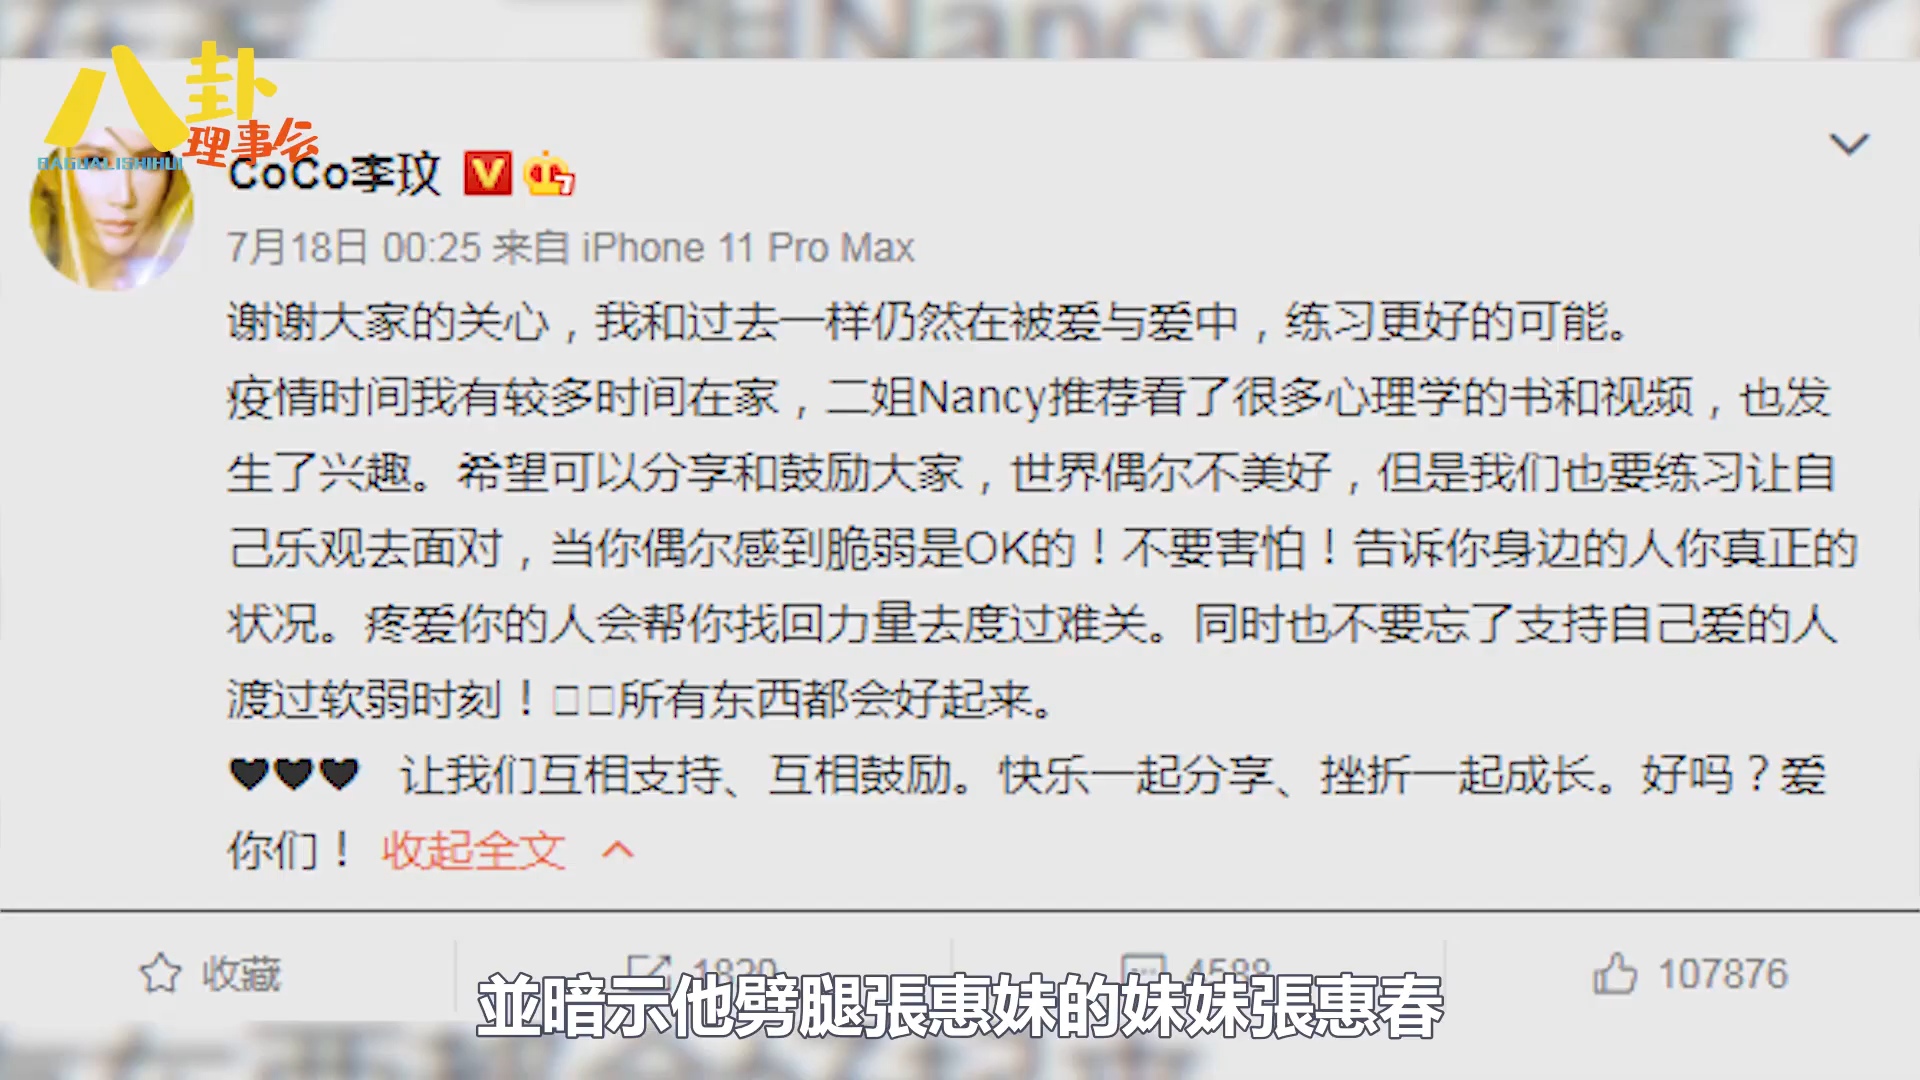 Nancy
八卦
理事会
BAGUALISHIHUI
CoCo李玟
7月18日 00:25 来自 iPhone 11 Pro Max
谢谢大家的关心，我和过去一样仍然在被爱与爱中，练习更好的可能。
疫情时间我有较多时间在家，二姐Nancy推荐看了很多心理学的书和视频，也发
生了兴趣。希望可以分享和鼓励大家，世界偶尔不美好，但是我们也要练习让自
己乐观去面对，当你偶尔感到脆弱是OK的！不要害怕！告诉你身边的人你真正的
状况。疼爱你的人会帮你找回力量去度过难关。同时也不要忘了支持自己爱的人
渡过软弱时刻！□□所有东西都会好起来。
🖤🖤🖤 让我们互相支持、互相鼓励。快乐一起分享、挫折一起成长。好吗？爱
你们！ 收起全文
收藏 1820 4588 107876
並暗示他劈腿張惠妹的妹妹張惠春